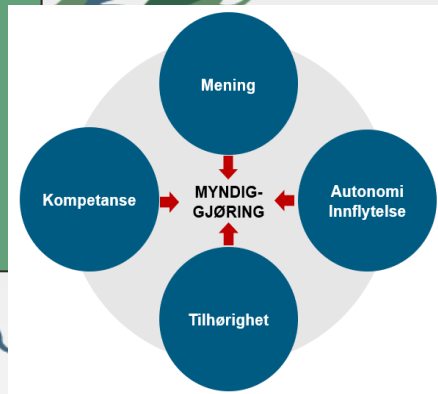 Mening
Kompetanse
MYNDIG-
GJØRING
Autonomi
Innflytelse
Tilhørighet